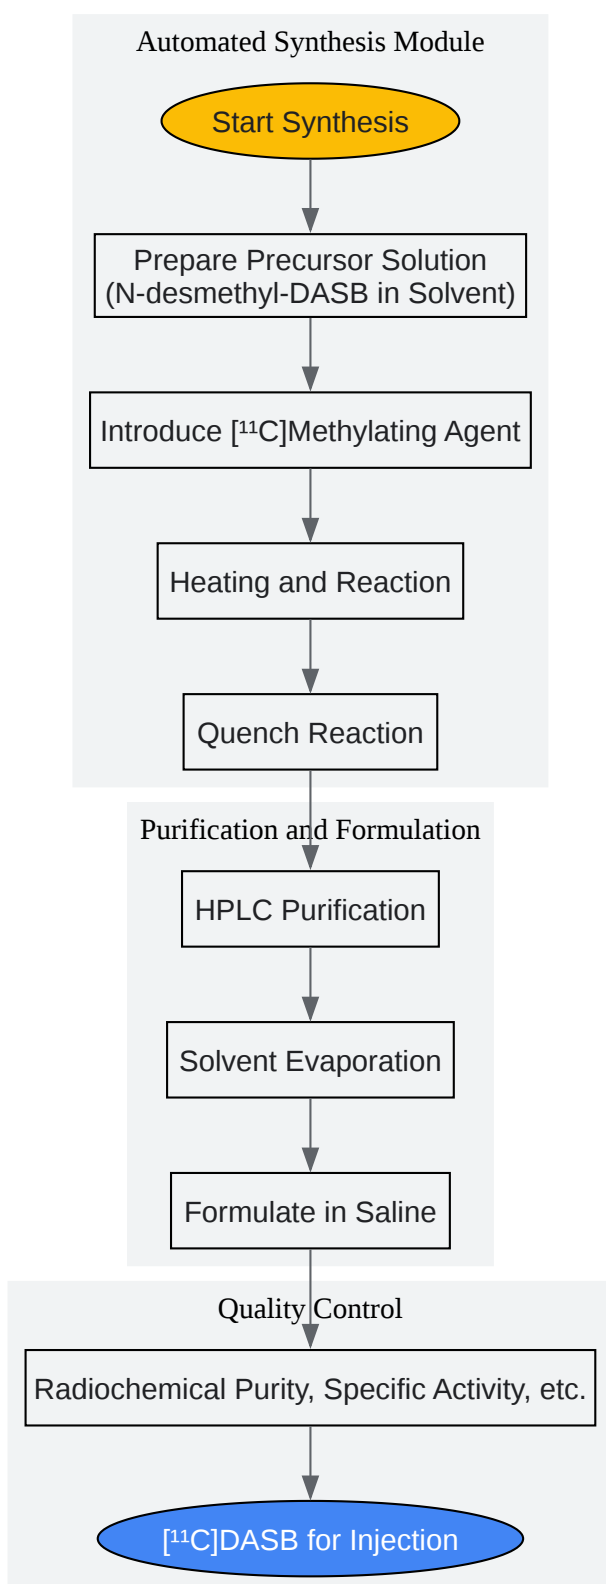 Automated Synthesis Module
Start Synthesis
Prepare Precursor Solution
(N-desmethyl-DASB in Solvent)
Introduce [¹¹C]Methylating Agent
Heating and Reaction
Quench Reaction
Purification and Formulation
HPLC Purification
Solvent Evaporation
Formulate in Saline
Quality Control
Radiochemical Purity, Specific Activity, etc.
[¹¹C]DASB for Injection